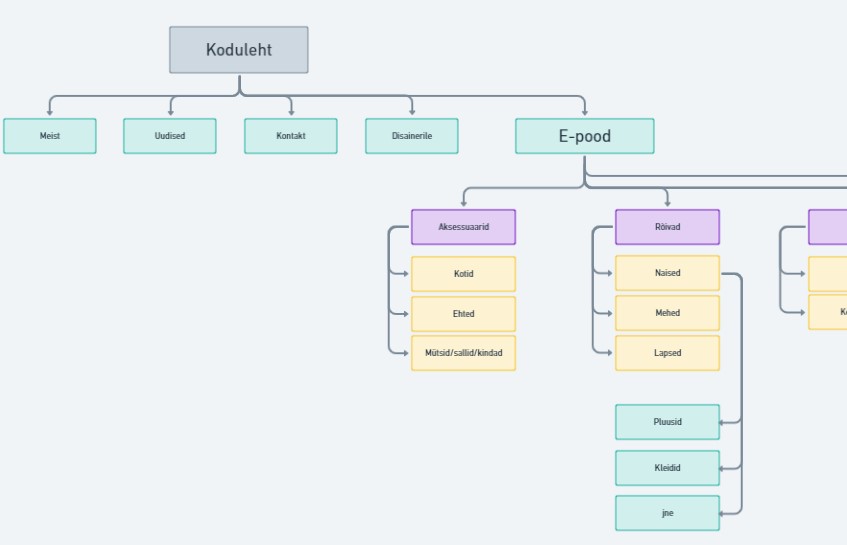 Koduleht
Meist
Uudised
Kontakt
Disainerile
E-pood
Aksessuaarid
Rõivad
Kotid
Naised
Ehted
Mehed
Mütsid/sallid/kindad
Lapsed
Pluusid
Kleidid
jne